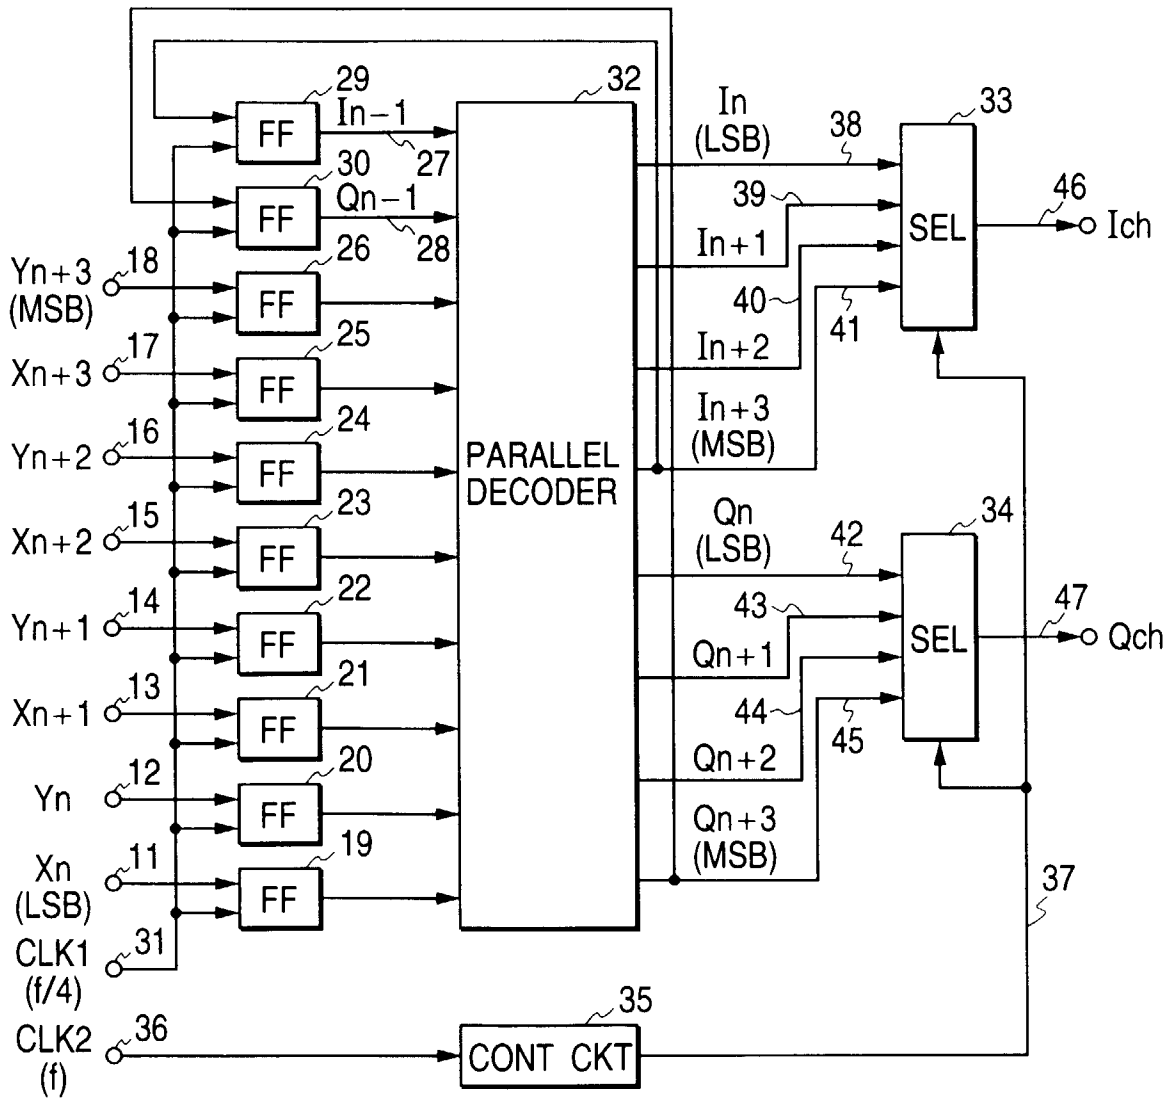 29
In-1
27
FF
30
Qn-1
28
FF
32
In
(LSB)
38
33
39
SEL
46
Ich
In+1
40
41
In+2
In+3
(MSB)
Yn+3
(MSB)
18
26
FF
Xn+3
17
25
FF
Yn+2
16
24
FF
PARALLEL
DECODER
Xn+2
15
23
FF
Qn
(LSB)
42
34
43
SEL
47
Qch
Yn+1
14
22
FF
Qn+1
44
45
Xn+1
13
21
FF
Qn+2
Yn
12
20
FF
Qn+3
(MSB)
Xn
(LSB)
11
19
FF
37
CLK1
(f/4)
31
CLK2
(f)
36
35
CONT CKT